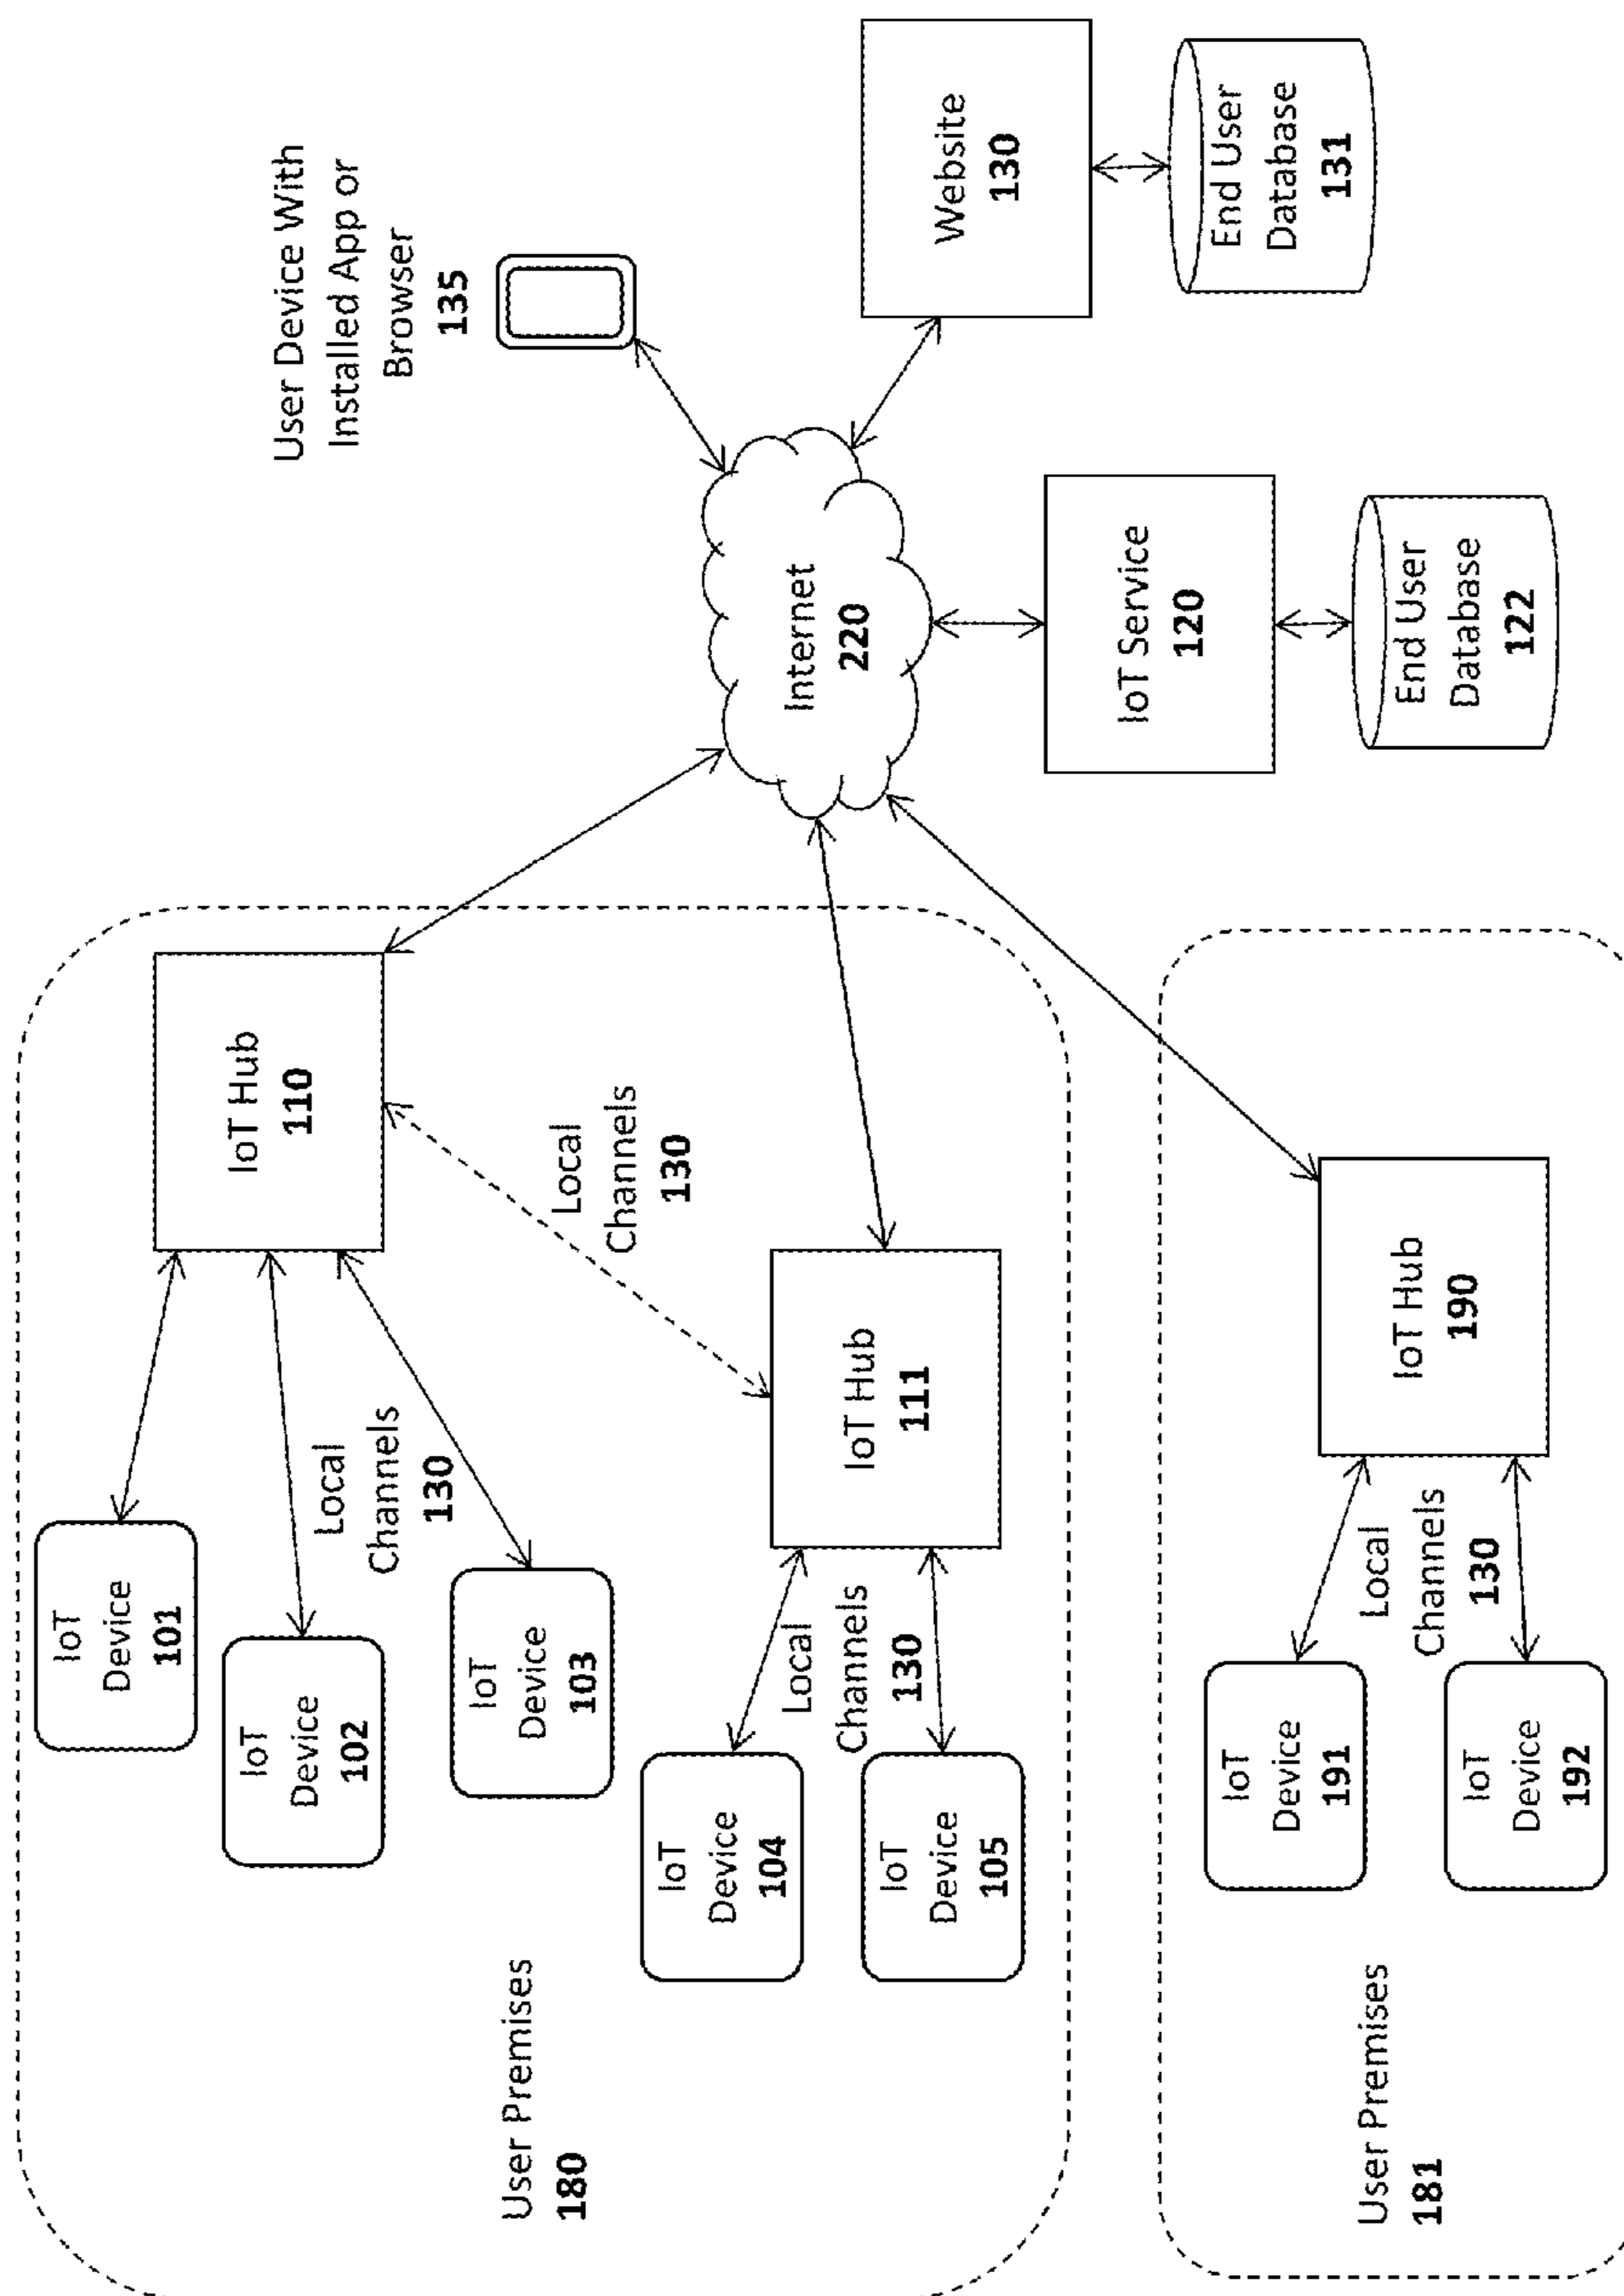 IoT
Device
101
IoT
Device
102
IoT
Device
103
Local
Channels
130
IoT Hub
110
User Device With
Installed App or
Browser
135
User Premises
180
Local
Channels
130
IoT
Device
104
IoT
Device
105
Local
Channels
130
IoT Hub
111
Internet
220
Website
130
End User
Database
131
IoT Service
120
End User
Database
122
User Premises
181
IoT
Device
191
IoT
Device
192
Local
Channels
130
IoT Hub
190